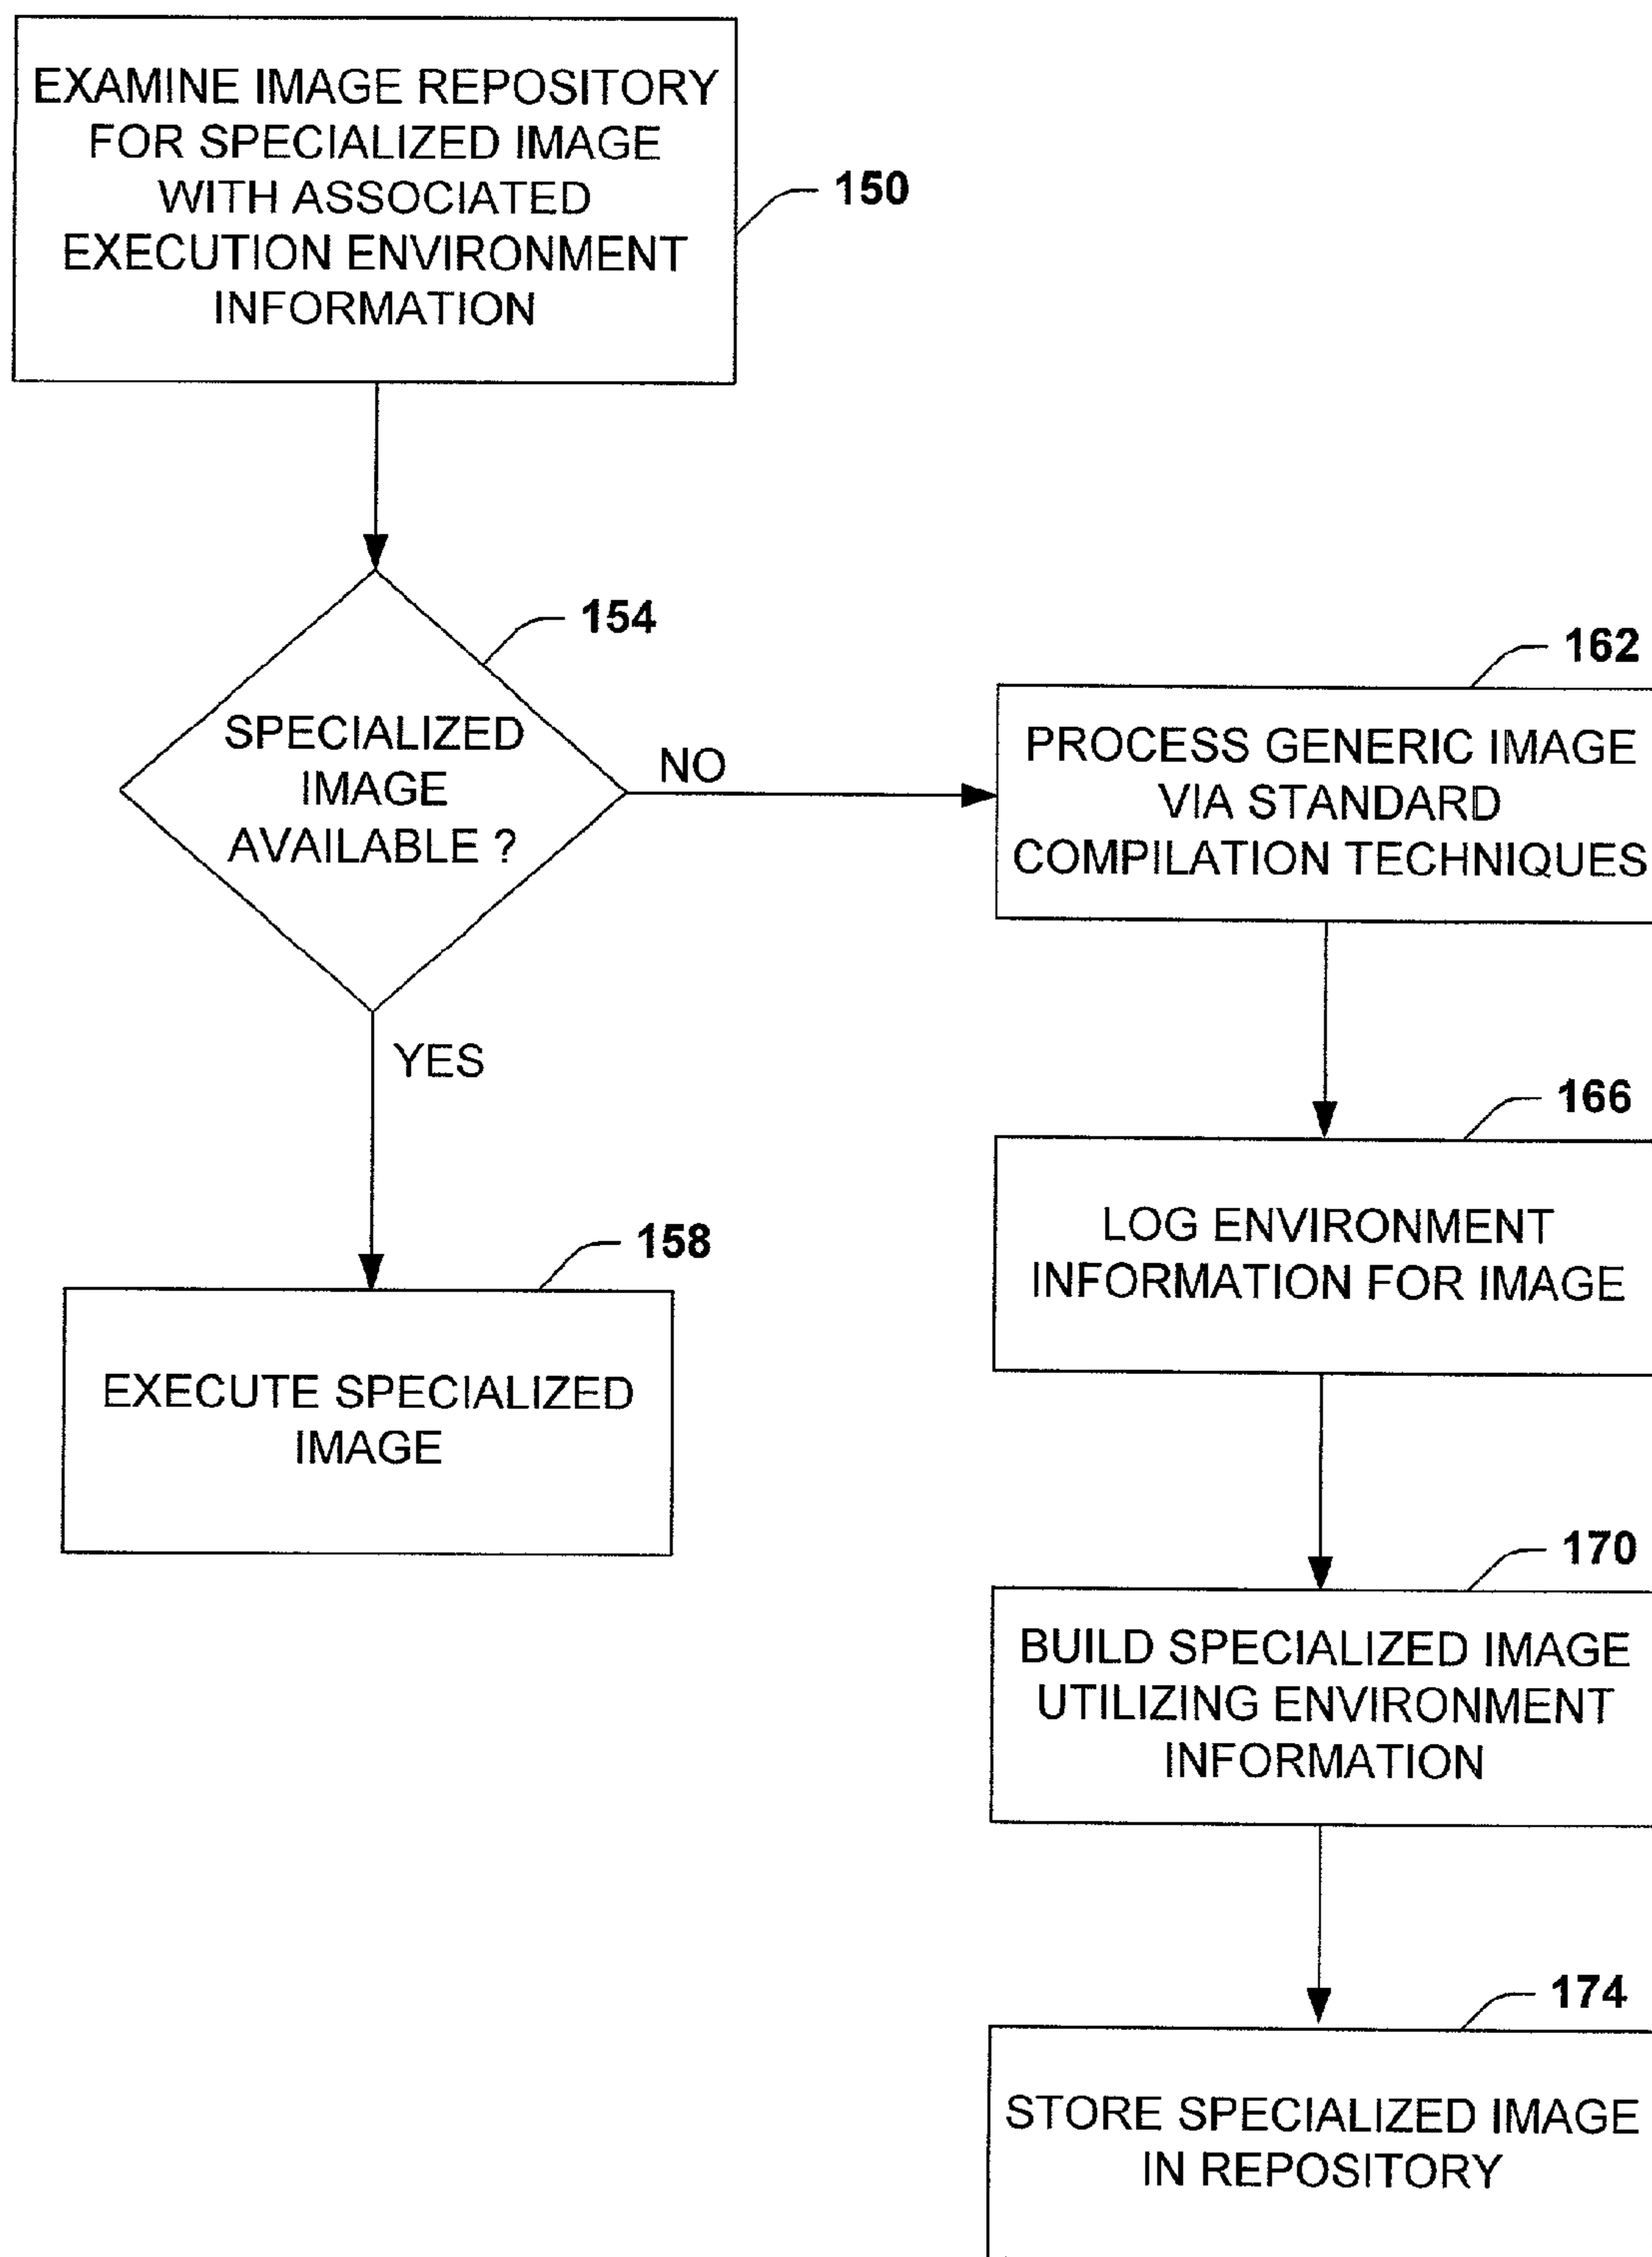 EXAMINE IMAGE REPOSITORY
FOR SPECIALIZED IMAGE
WITH ASSOCIATED
EXECUTION ENVIRONMENT
INFORMATION
150
154
SPECIALIZED
IMAGE
AVAILABLE ?
NO
YES
162
PROCESS GENERIC IMAGE
VIA STANDARD
COMPILATION TECHNIQUES
158
EXECUTE SPECIALIZED
IMAGE
166
LOG ENVIRONMENT
INFORMATION FOR IMAGE
170
BUILD SPECIALIZED IMAGE
UTILIZING ENVIRONMENT
INFORMATION
174
STORE SPECIALIZED IMAGE
IN REPOSITORY